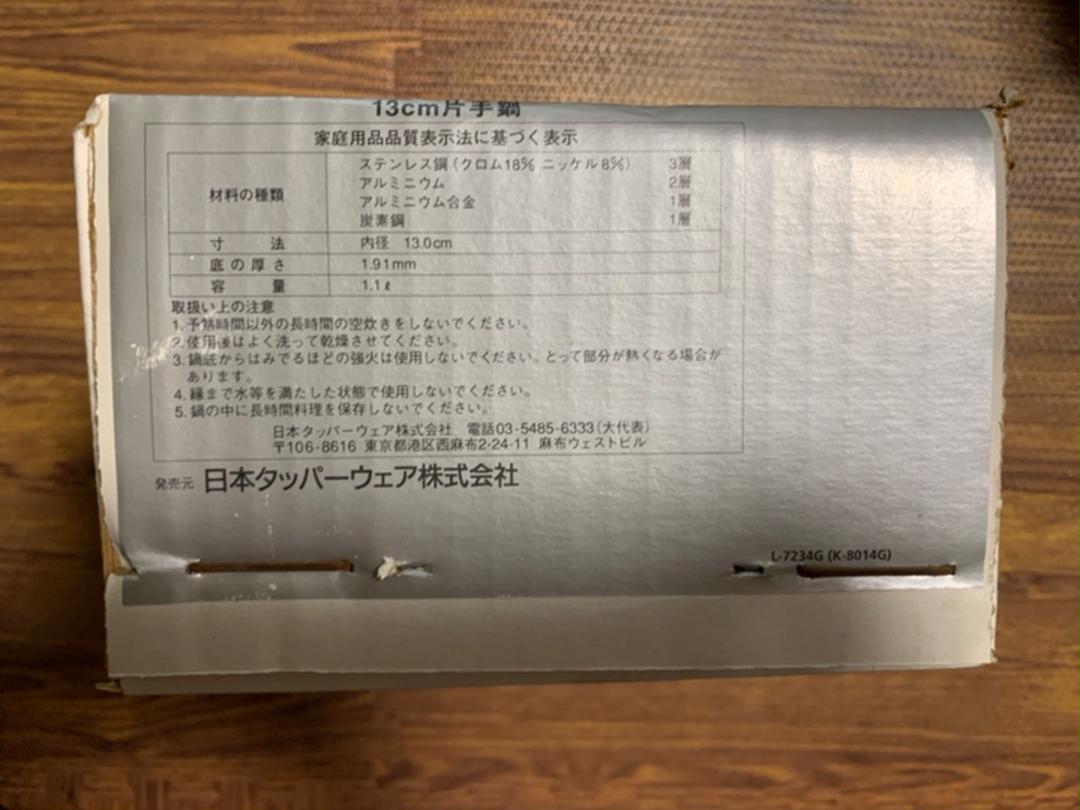 13cm片手鍋
家庭用品品質表示法に基づく表示
材料の種類
ステンレス鋼(クロム18% ニッケル8%) 3層
アルミニウム 2層
アルミニウム合金 1層
炭素鋼 1層
寸法 内径 13.0cm
底の厚さ 1.91mm
容量 1.1ℓ
取扱い上の注意
1.予熱時間以外の長時間の空炊きをしないでください。
2.使用後はよく洗って乾燥させてください。
3.鍋底からはみでるほどの強火は使用しないでください。とって部分が熱くなる場合が
あります。
4.縁まで水等を満たした状態で使用しないでください。
5.鍋の中に長時間料理を保存しないでください。
日本タッパーウェア株式会社 電話03-5485-6333(大代表)
〒106-8616 東京都港区西麻布2-24-11 麻布ウェストビル
発売元 日本タッパーウェア株式会社
L-7234G (K-8014G)